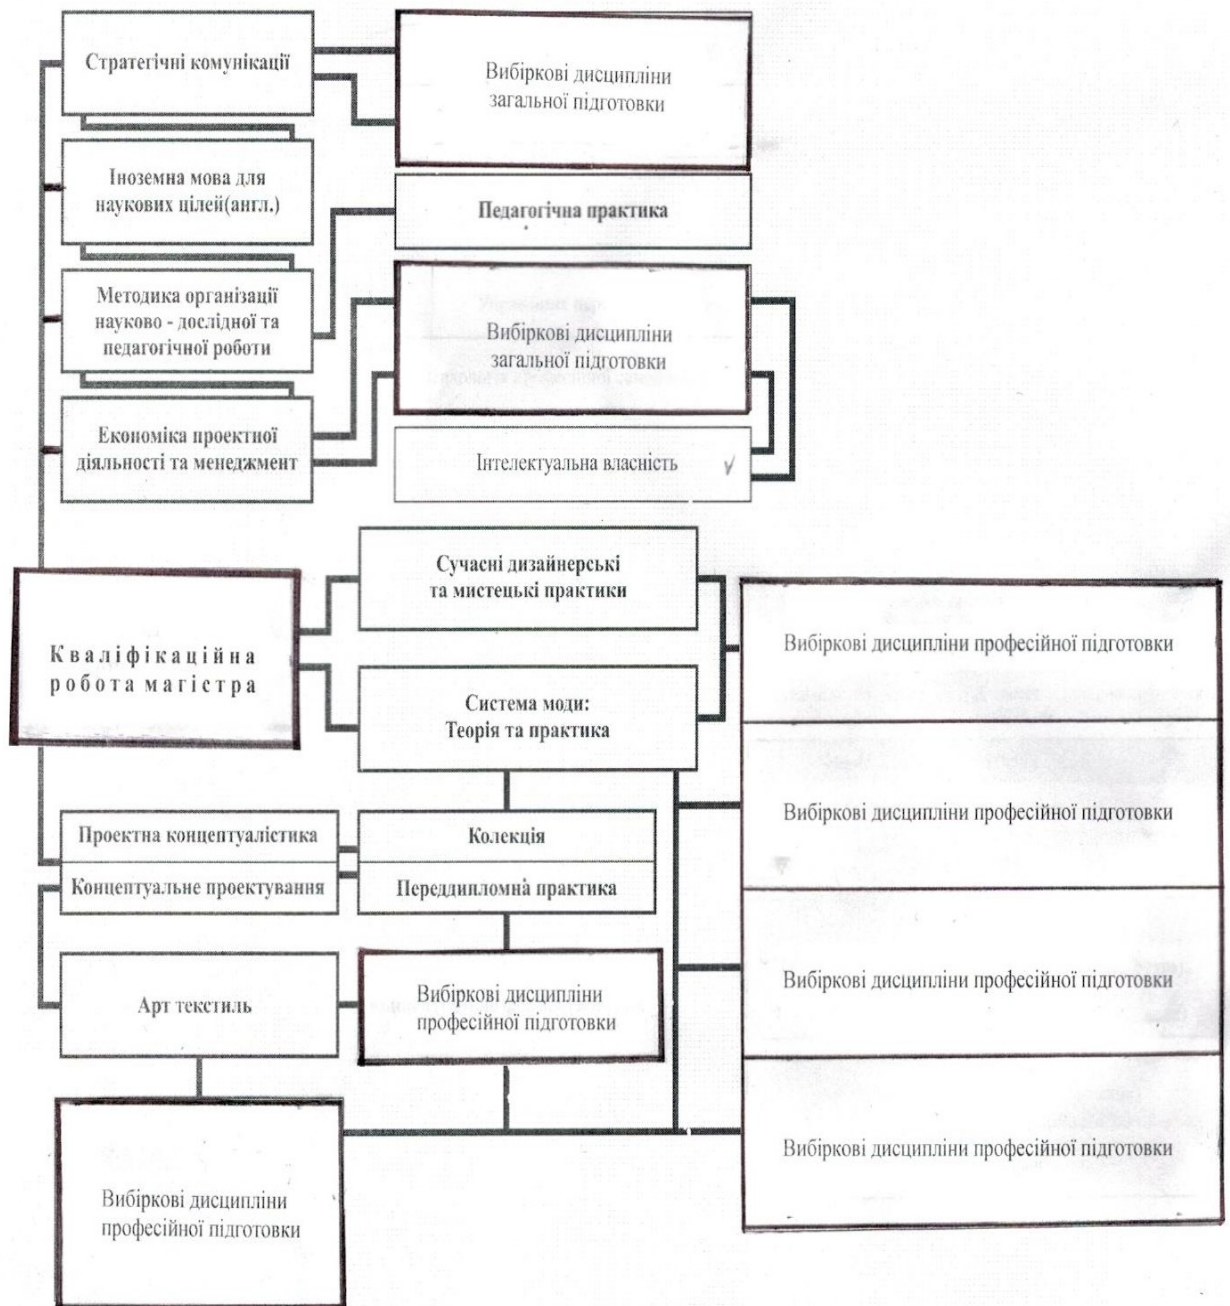 Стратегічні комунікації
Вибіркові дисципліни
загальної підготовки
Іноземна мова для
наукових цілей(англ.)
Педагогічна практика
Методика організації
науково - дослідної та
педагогічної роботи
Вибіркові дисципліни
загальної підготовки
Економіка проектної
діяльності та менеджмент
Інтелектуальна власність
Сучасні дизайнерські
та мистецькі практики
Кваліфікаційна
робота магістра
Система моди:
Теорія та практика
Вибіркові дисципліни професійної підготовки
Вибіркові дисципліни професійної підготовки
Вибіркові дисципліни професійної підготовки
Вибіркові дисципліни професійної підготовки
Проектна концептуалістика
Колекція
Концептуальне проектування
Переддипломна практика
Арт текстиль
Вибіркові дисципліни
професійної підготовки
Вибіркові дисципліни
професійної підготовки